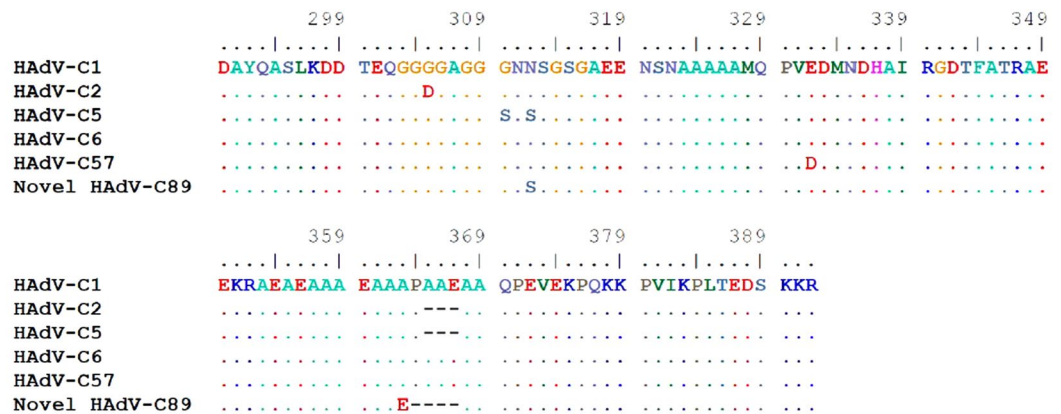 299 309 319 329 339 349
....|....| ....|....| ....|....| ....|....| ....|....| ....|....|
HAdV-C1 DAYQASLKDD TEQGGGGAGG GNNSGSGAEE NSNAAAAAMQ PVEDMNDHAI RGDTFATRAE
HAdV-C2 .......... .....D.... .......... .......... .......... ..........
HAdV-C5 .......... .......... S.S....... .......... .......... ..........
HAdV-C6 .......... .......... .......... .......... .......... ..........
HAdV-C57 .......... .......... .......... .......... ..D....... ..........
Novel HAdV-C89 .......... .......... ..S....... .......... .......... ..........
359 369 379 389
....|....| ....|....| ....|....| ....|....| ...
HAdV-C1 EKRAEAEAAA EAAAPAAEAA QPEVEKPQKK PVIKPLTEDS KKR
HAdV-C2 .......... .....---.. .......... .......... ...
HAdV-C5 .......... .....---.. .......... .......... ...
HAdV-C6 .......... .......... .......... .......... ...
HAdV-C57 .......... .......... .......... .......... ...
Novel HAdV-C89 .......... ...E----.. .......... .......... ...